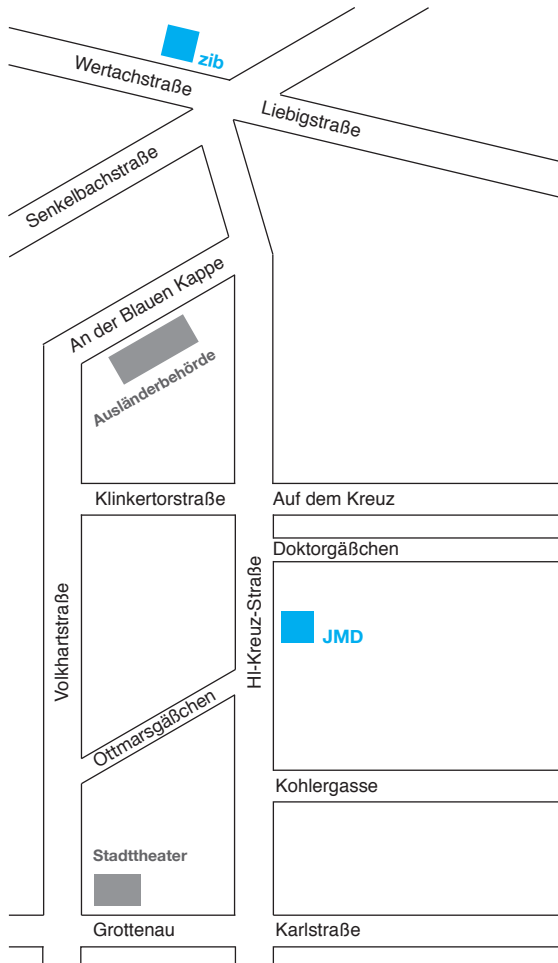 zib
Wertachstraße
Liebigstraße
Senkelbachstraße
An der Blauen Kappe
Ausländerbehörde
Klinkertorstraße
Auf dem Kreuz
Doktorgäßchen
Hl-Kreuz-Straße
JMD
Volkhartstraße
Ottmarsgäßchen
Kohlergasse
Stadttheater
Grottenau
Karlstraße